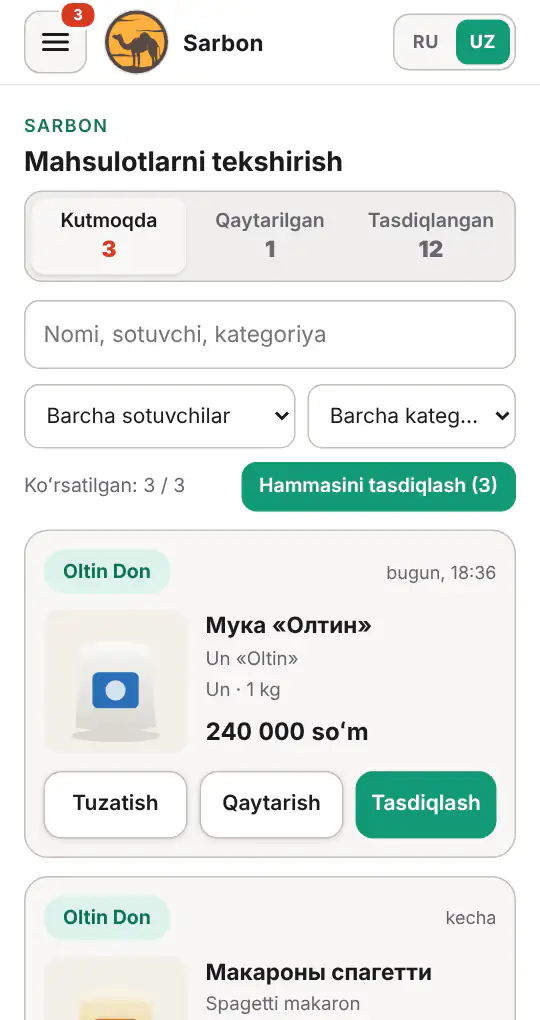 3
Sarbon
RU UZ
SARBON
Mahsulotlarni tekshirish
Kutmoqda Qaytarilgan Tasdiqlangan
3 1 12
Nomi, sotuvchi, kategoriya
Barcha sotuvchilar Barcha kateg...
Koʻrsatilgan: 3 / 3 Hammasini tasdiqlash (3)
Oltin Don bugun, 18:36
Мука «Олтин»
Un «Oltin»
Un · 1 kg
240 000 soʻm
Tuzatish Qaytarish Tasdiqlash
Oltin Don kecha
Макароны спагетти
Spagetti makaron